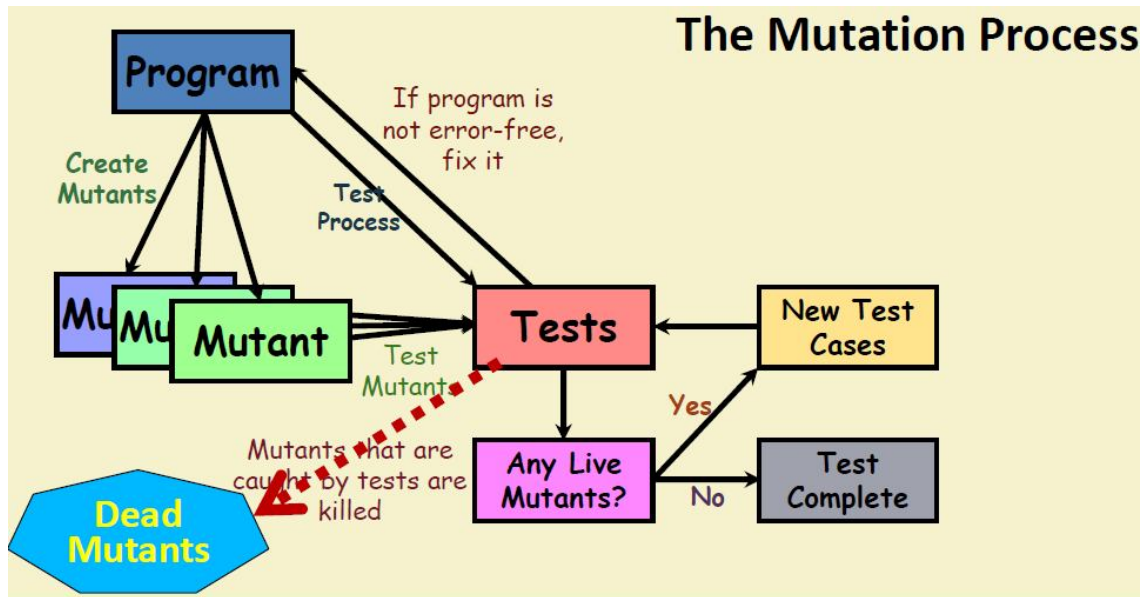 The Mutation Process
Program
If program is
not error-free,
fix it
Create
Mutants
Test
Process
Mu
Mu
Mutant
Tests
New Test
Cases
Test
Mutants
Yes
Mutants that are
caught by tests are
killed
Any Live
Mutants?
No
Test
Complete
Dead
Mutants